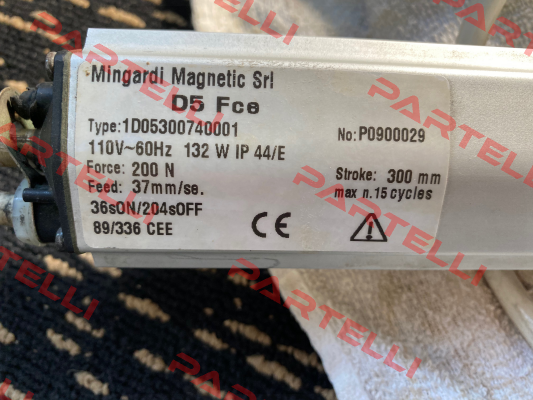 Mingardi Magnetic Srl
D5 Fce
Type:1D05300740001 No:P0900029
110V~60Hz 132 W IP 44/E
Force: 200 N Stroke: 300 mm
Feed: 37mm/se. max n.15 cycles
36sON/204sOFF
89/336 CEE
CE
PARTELLI
PARTELLI
PARTELLI
PARTELLI
PARTELLI
PARTELLI